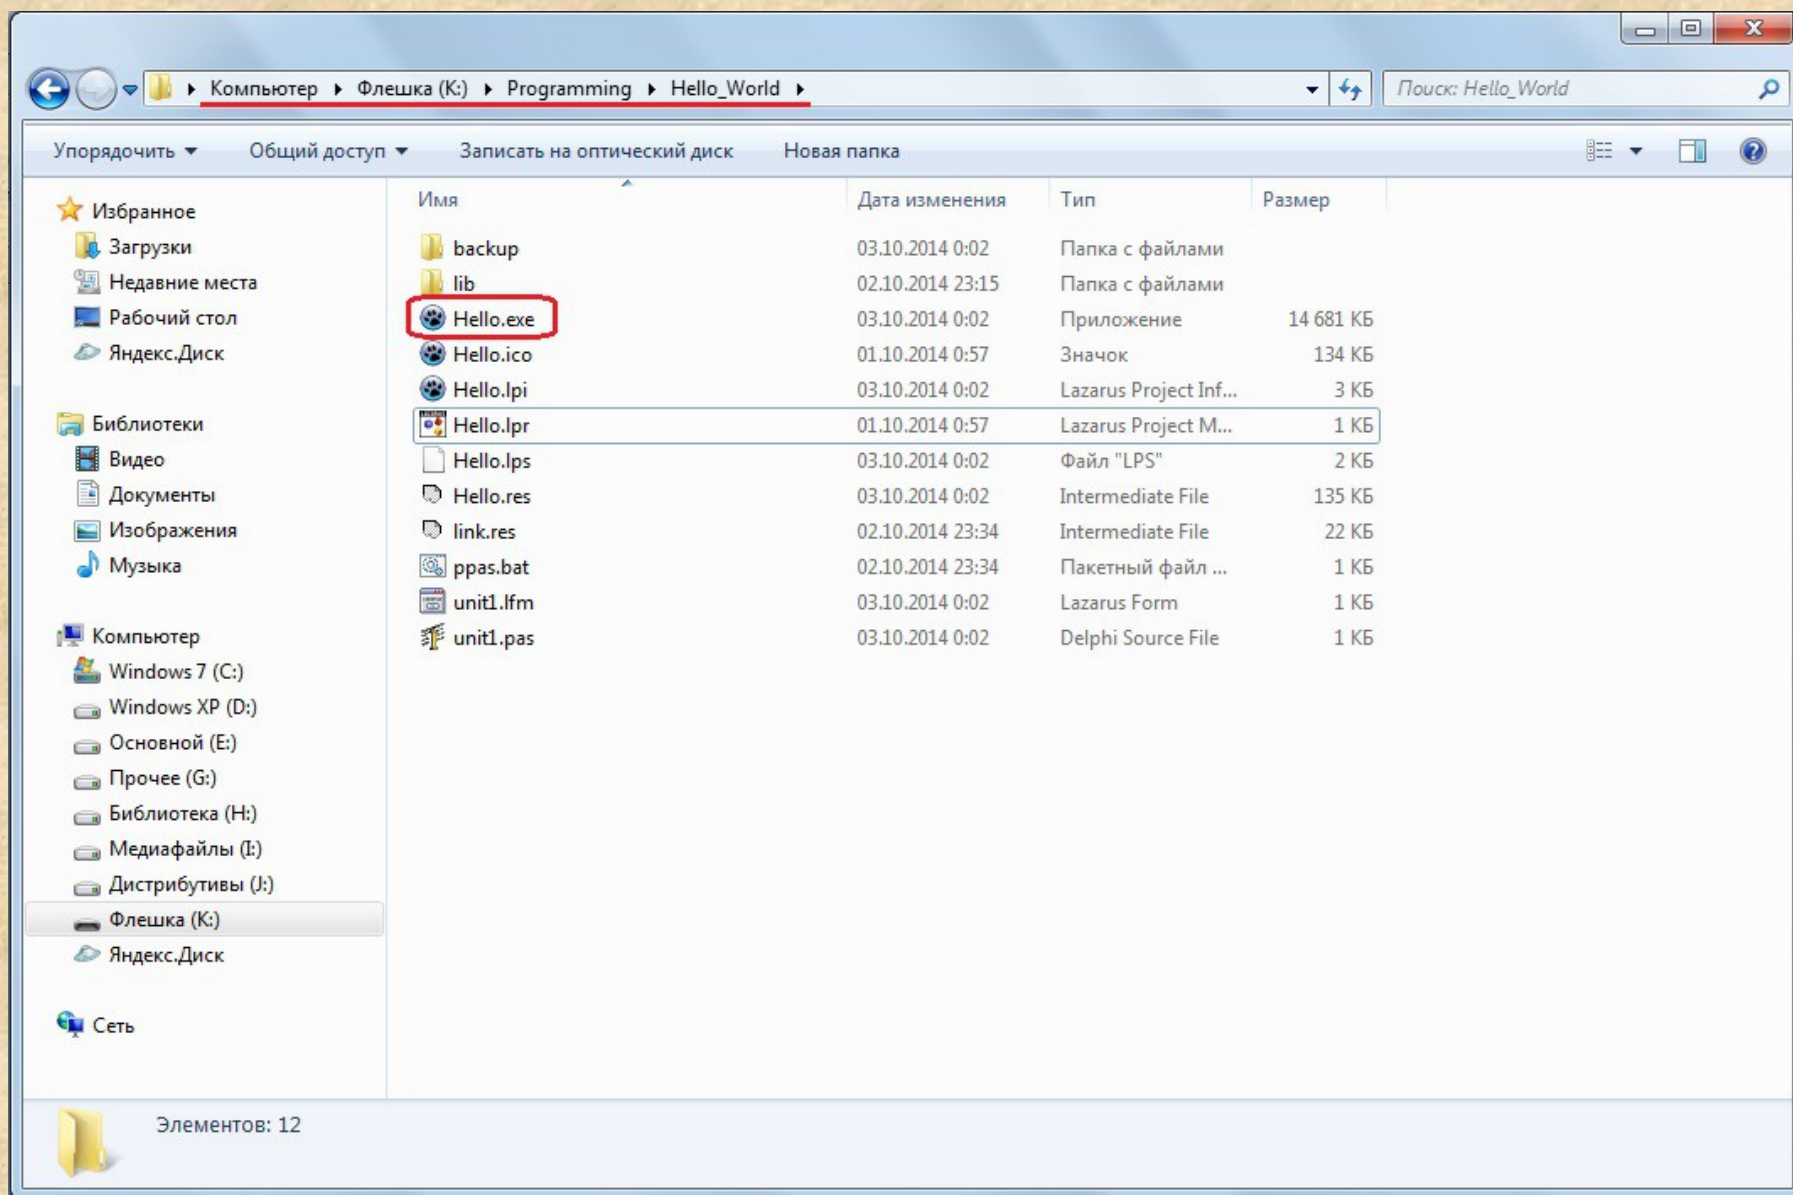 Компьютер Флешка (K:) Programming Hello_World Поиск: Hello_World
Упорядочить Общий доступ Записать на оптический диск Новая папка
Избранное
Загрузки
Недавние места
Рабочий стол
Яндекс.Диск
Библиотеки
Видео
Документы
Изображения
Музыка
Компьютер
Windows 7 (C:)
Windows XP (D:)
Основной (E:)
Прочее (G:)
Библиотека (H:)
Медиафайлы (I:)
Дистрибутивы (J:)
Флешка (K:)
Яндекс.Диск
Сеть
Имя Дата изменения Тип Размер
backup 03.10.2014 0:02 Папка с файлами
lib 02.10.2014 23:15 Папка с файлами
Hello.exe 03.10.2014 0:02 Приложение 14 681 КБ
Hello.ico 01.10.2014 0:57 Значок 134 КБ
Hello.lpi 03.10.2014 0:02 Lazarus Project Inf... 3 КБ
Hello.lpr 01.10.2014 0:57 Lazarus Project M... 1 КБ
Hello.lps 03.10.2014 0:02 Файл "LPS" 2 КБ
Hello.res 03.10.2014 0:02 Intermediate File 135 КБ
link.res 02.10.2014 23:34 Intermediate File 22 КБ
ppas.bat 02.10.2014 23:34 Пакетный файл ... 1 КБ
unit1.lfm 03.10.2014 0:02 Lazarus Form 1 КБ
unit1.pas 03.10.2014 0:02 Delphi Source File 1 КБ
Элементов: 12